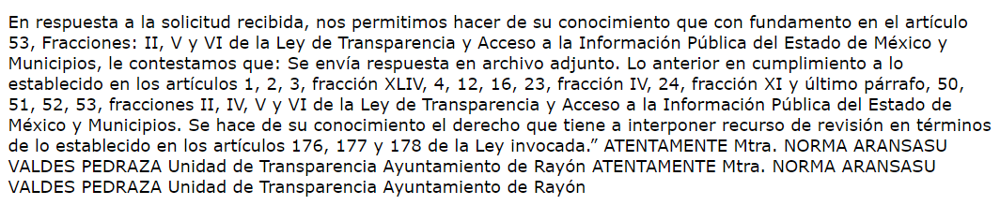 En respuesta a la solicitud recibida, nos permitimos hacer de su conocimiento que con fundamento en el artículo
53, Fracciones: II, V y VI de la Ley de Transparencia y Acceso a la Información Pública del Estado de México y
Municipios, le contestamos que: Se envía respuesta en archivo adjunto. Lo anterior en cumplimiento a lo
establecido en los artículos 1, 2, 3, fracción XLIV, 4, 12, 16, 23, fracción IV, 24, fracción XI y último párrafo, 50,
51, 52, 53, fracciones II, IV, V y VI de la Ley de Transparencia y Acceso a la Información Pública del Estado de
México y Municipios. Se hace de su conocimiento el derecho que tiene a interponer recurso de revisión en términos
de lo establecido en los artículos 176, 177 y 178 de la Ley invocada.” ATENTAMENTE Mtra. NORMA ARANSASU
VALDES PEDRAZA Unidad de Transparencia Ayuntamiento de Rayón ATENTAMENTE Mtra. NORMA ARANSASU
VALDES PEDRAZA Unidad de Transparencia Ayuntamiento de Rayón